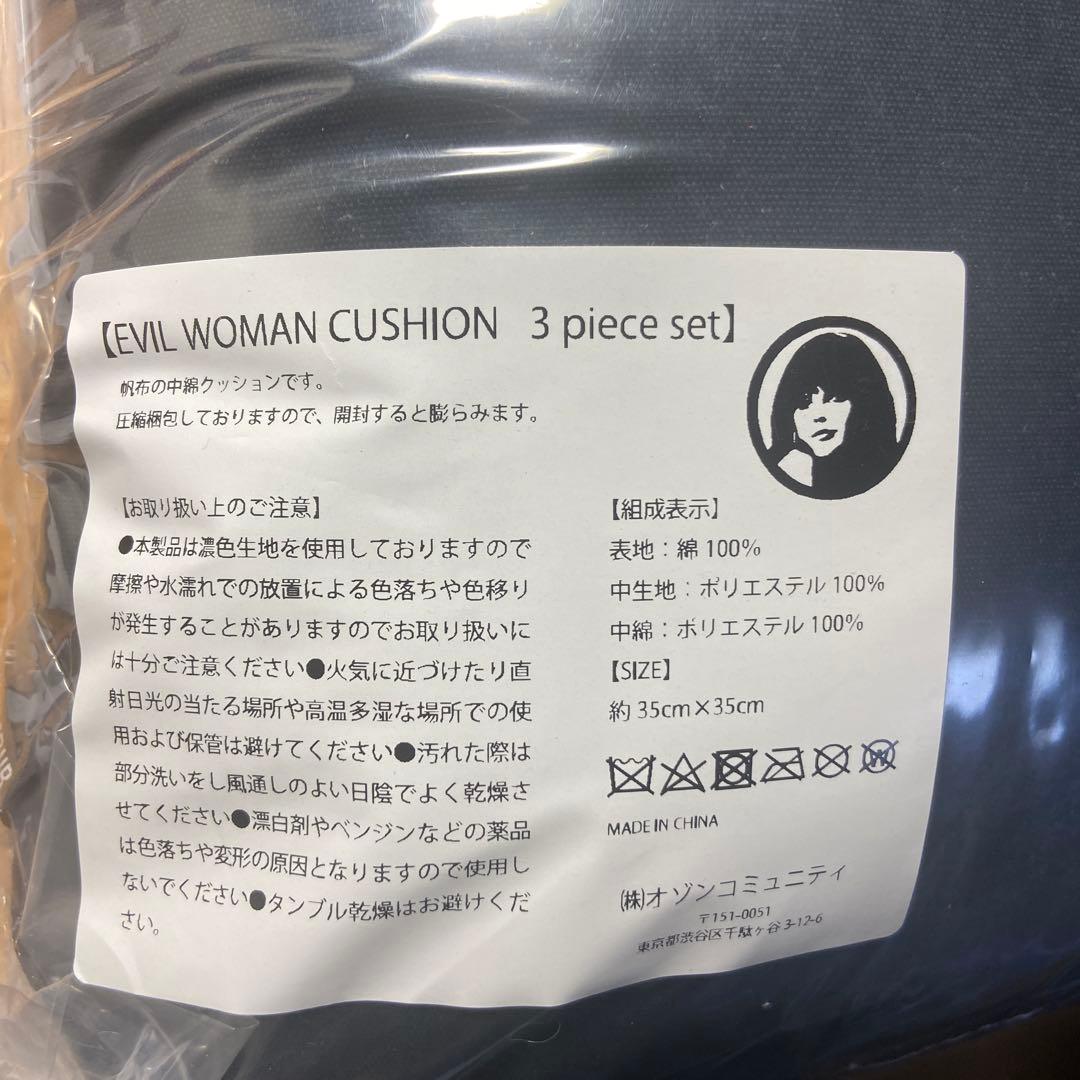 【EVIL WOMAN CUSHION 3 piece set】
帆布の中綿クッションです。
圧縮梱包しておりますので、開封すると膨らみます。
【お取り扱い上のご注意】
●本製品は濃色生地を使用しておりますので
摩擦や水濡れでの放置による色落ちや色移り
が発生することがありますのでお取り扱いに
は十分ご注意ください●火気に近づけたり直
射日光の当たる場所や高温多湿な場所での使
用および保管は避けてください●汚れた際は
部分洗いをし風通しのよい日陰でよく乾燥さ
せてください●漂白剤やベンジンなどの薬品
は色落ちや変形の原因となりますので使用し
ないでください●タンブル乾燥はお避けくだ
さい。
【組成表示】
表地：綿 100%
中生地：ポリエステル 100%
中綿：ポリエステル 100%
【SIZE】
約 35cm×35cm
W
MADE IN CHINA
㈱オゾンコミュニティ
〒151-0051
東京都渋谷区千駄ヶ谷 3-12-6